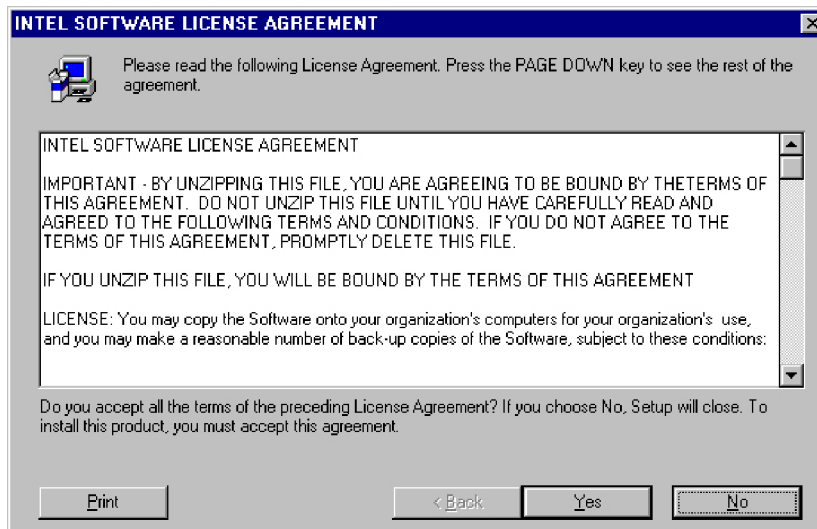 INTEL SOFTWARE LICENSE AGREEMENT
Please read the following License Agreement. Press the PAGE DOWN key to see the rest of the
agreement.
INTEL SOFTWARE LICENSE AGREEMENT
IMPORTANT - BY UNZIPPING THIS FILE, YOU ARE AGREEING TO BE BOUND BY THETERMS OF
THIS AGREEMENT. DO NOT UNZIP THIS FILE UNTIL YOU HAVE CAREFULLY READ AND
AGREED TO THE FOLLOWING TERMS AND CONDITIONS. IF YOU DO NOT AGREE TO THE
TERMS OF THIS AGREEMENT, PROMPTLY DELETE THIS FILE.
IF YOU UNZIP THIS FILE, YOU WILL BE BOUND BY THE TERMS OF THIS AGREEMENT
LICENSE: You may copy the Software onto your organization's computers for your organization's use,
and you may make a reasonable number of back-up copies of the Software, subject to these conditions:
Do you accept all the terms of the preceding License Agreement? If you choose No, Setup will close. To
install this product, you must accept this agreement.
Print
< Back
Yes
No